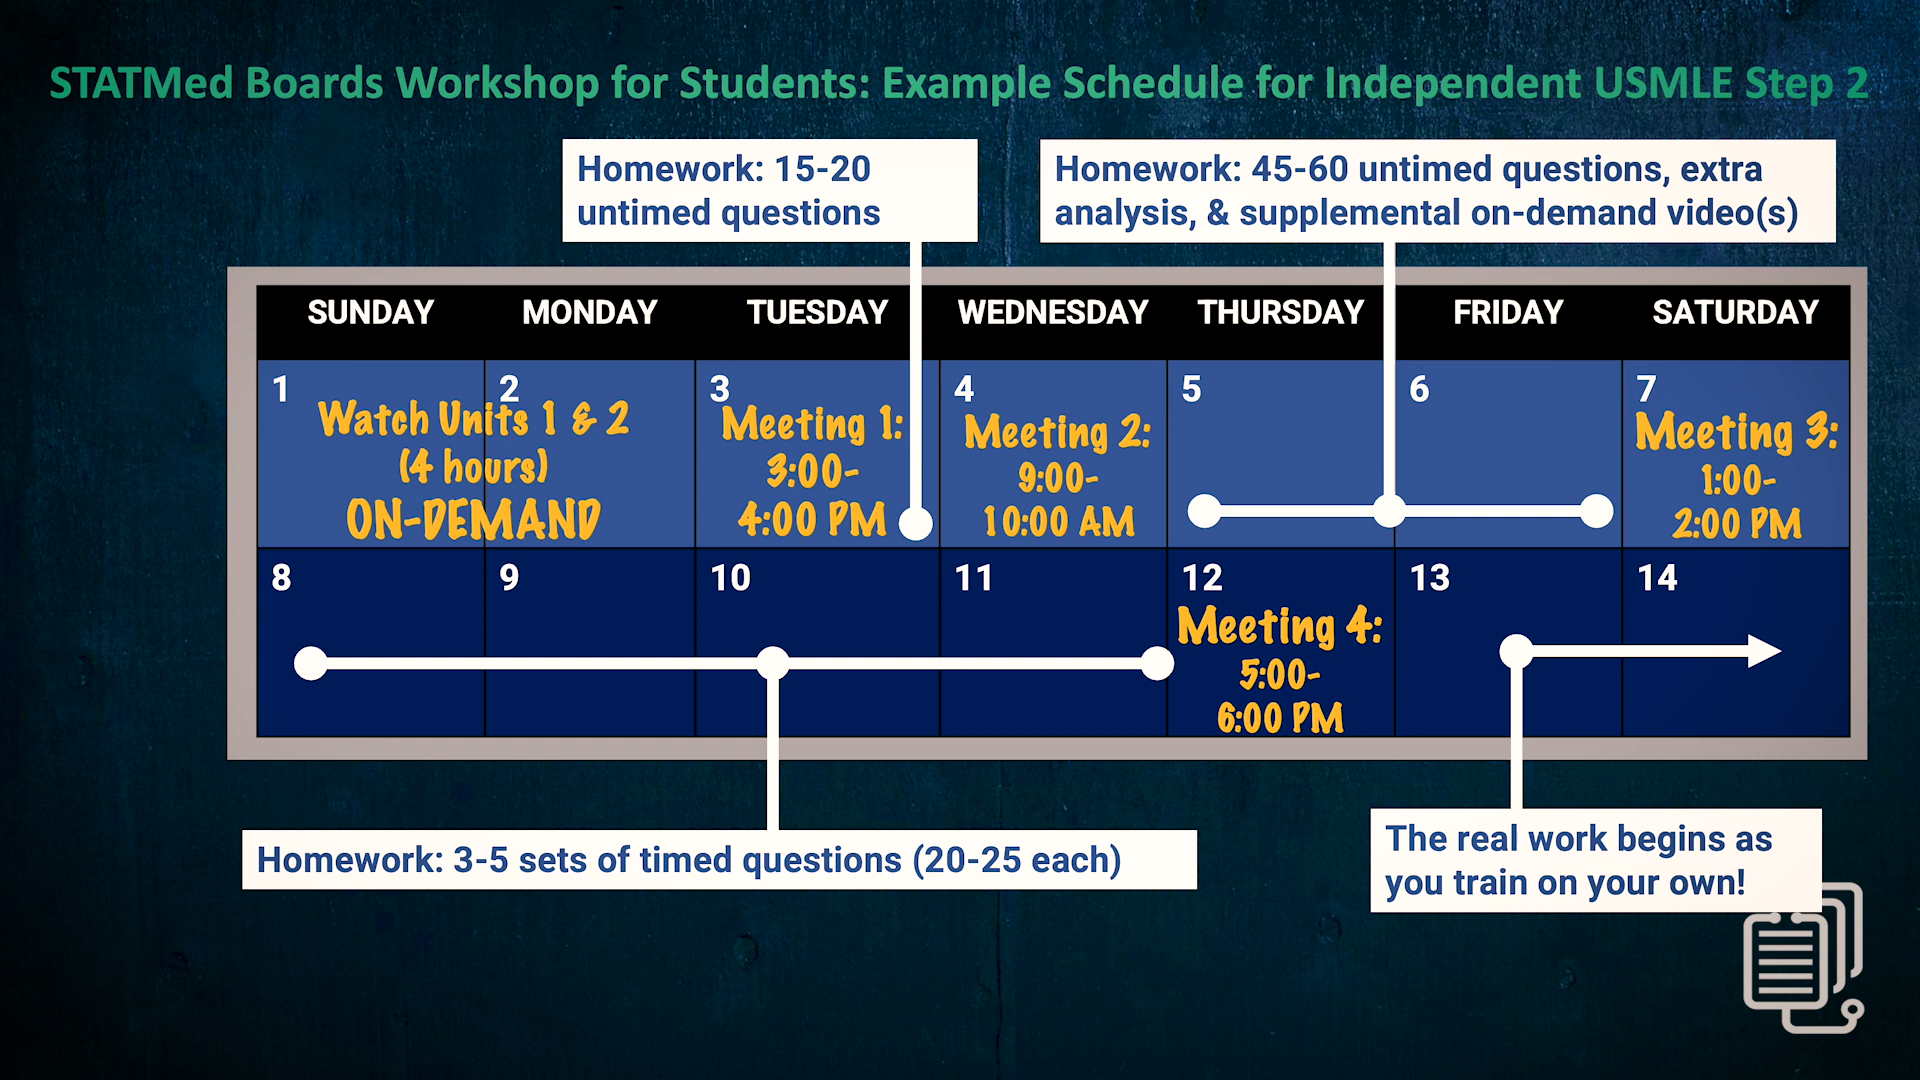 STATMed Boards Workshop for Students: Example Schedule for Independent USMLE Step 2
Homework: 15-20
untimed questions
Homework: 45-60 untimed questions, extra
analysis, & supplemental on-demand video(s)
SUNDAY
MONDAY
TUESDAY
WEDNESDAY
THURSDAY
FRIDAY
SATURDAY
1
2
Watch Units 1 & 2
(4 hours)
ON-DEMAND
3
Meeting 1:
3:00-
4:00 PM
4
Meeting 2:
9:00-
10:00 AM
5
6
7
Meeting 3:
1:00-
2:00 PM
8
9
10
11
12
Meeting 4:
5:00-
6:00 PM
13
14
Homework: 3-5 sets of timed questions (20-25 each)
The real work begins as
you train on your own!